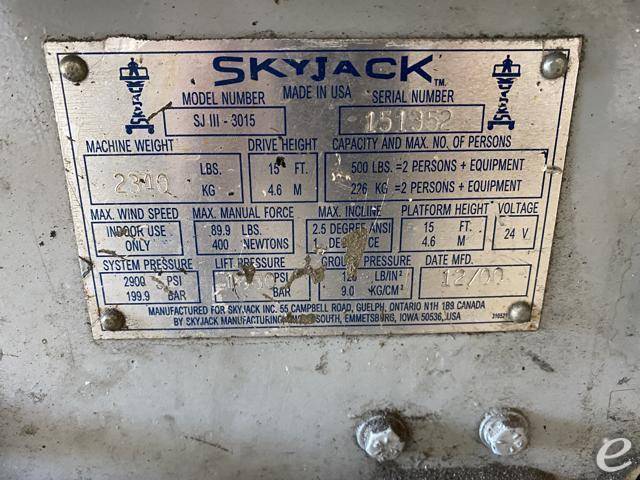 SKYJACK TM
MODEL NUMBER MADE IN USA SERIAL NUMBER
SJ III - 3015 151352
MACHINE WEIGHT DRIVE HEIGHT CAPACITY AND MAX. NO. OF PERSONS
LBS. 15 FT. 500 LBS. =2 PERSONS + EQUIPMENT
2340 KG 4.6 M 226 KG =2 PERSONS + EQUIPMENT
MAX. WIND SPEED MAX. MANUAL FORCE MAX. INCLINE PLATFORM HEIGHT VOLTAGE
INDOOR USE 89.9 LBS. 2.5 DEGREE ANSI 15 FT. 24 V.
ONLY 400 NEWTONS 4.6 M
SYSTEM PRESSURE LIFT PRESSURE GROUND PRESSURE DATE MFD.
2900 PSI PSI LB/IN² 12/00
199.9 BAR BAR 9.0 KG/CM²
MANUFACTURED FOR SKYJACK INC. 55 CAMPBELL ROAD, GUELPH, ONTARIO N1H 1B9 CANADA
BY SKYJACK MANUFACTURING SOUTH, EMMETSBURG, IOWA 50536, USA
e